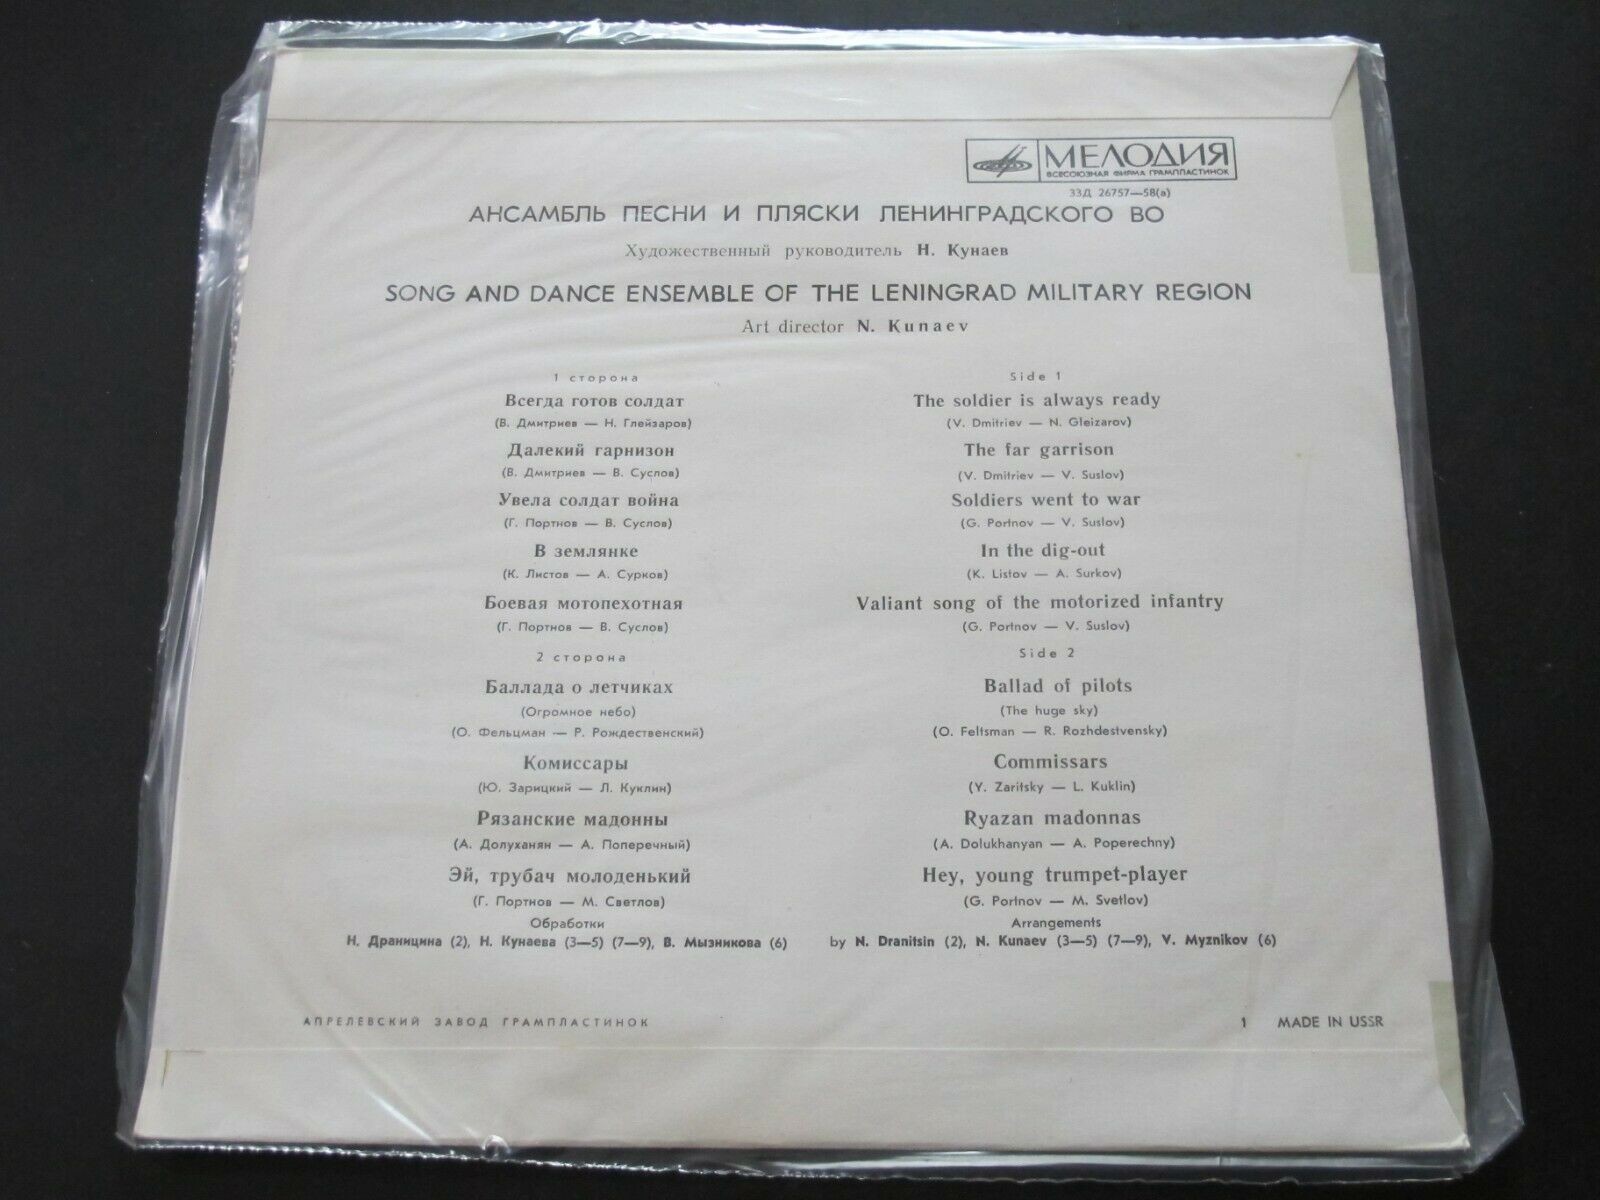 МЕЛОДИЯ
ВСЕСОЮЗНАЯ ФИРМА ГРАМПЛАСТИНОК
33Д 26757—58(а)
АНСАМБЛЬ ПЕСНИ И ПЛЯСКИ ЛЕНИНГРАДСКОГО ВО
Художественный руководитель Н. Кунаев
SONG AND DANCE ENSEMBLE OF THE LENINGRAD MILITARY REGION
Art director N. Kunaev
1 сторона
Всегда готов солдат
(В. Дмитриев — Н. Глейзаров)
Далекий гарнизон
(В. Дмитриев — В. Суслов)
Увела солдат война
(Г. Портнов — В. Суслов)
В землянке
(К. Листов — А. Сурков)
Боевая мотопехотная
(Г. Портнов — В. Суслов)
2 сторона
Баллада о летчиках
(Огромное небо)
(О. Фельцман — Р. Рождественский)
Комиссары
(Ю. Зарицкий — Л. Куклин)
Рязанские мадонны
(А. Долуханян — А. Поперечный)
Эй, трубач молоденький
(Г. Портнов — М. Светлов)
Обработки
Н. Драницина (2), Н. Кунаева (3—5) (7—9), В. Мызникова (6)
Side 1
The soldier is always ready
(V. Dmitriev — N. Gleizarov)
The far garrison
(V. Dmitriev — V. Suslov)
Soldiers went to war
(G. Portnov — V. Suslov)
In the dig-out
(K. Listov — A. Surkov)
Valiant song of the motorized infantry
(G. Portnov — V. Suslov)
Side 2
Ballad of pilots
(The huge sky)
(O. Feltsman — R. Rozhdestvensky)
Commissars
(Y. Zaritsky — L. Kuklin)
Ryazan madonnas
(A. Dolukhanyan — A. Poperechny)
Hey, young trumpet-player
(G. Portnov — M. Svetlov)
Arrangements
by N. Dranitsin (2), N. Kunaev (3—5) (7—9), V. Myznikov (6)
АПРЕЛЕВСКИЙ ЗАВОД ГРАМПЛАСТИНОК
1 MADE IN USSR